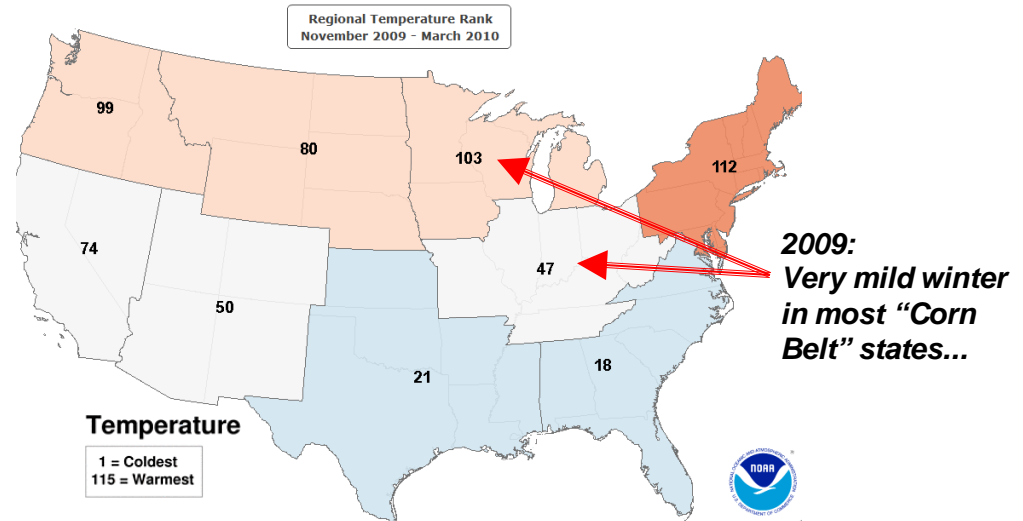 Regional Temperature Rank
November 2009 - March 2010
99
80
103
112
74
50
47
21
18
2009:
Very mild winter
in most “Corn
Belt” states...
Temperature
1 = Coldest
115 = Warmest
NOAA